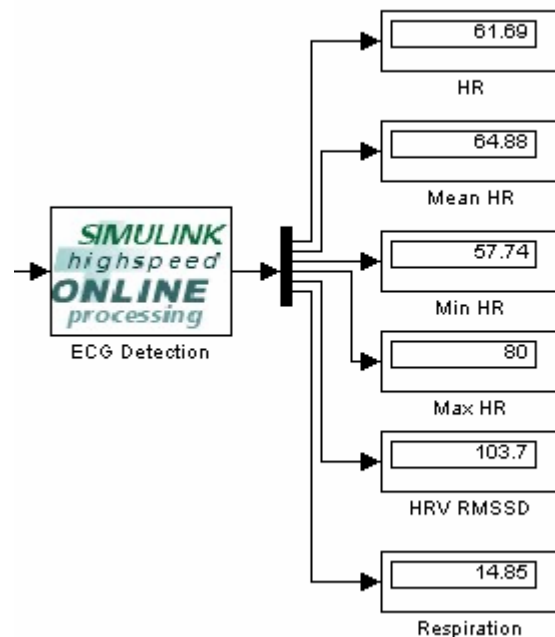 61.69
HR
64.88
Mean HR
57.74
Min HR
80
Max HR
103.7
HRV RMSSD
14.85
Respiration
SIMULINK
highspeed
ONLINE
processing
ECG Detection